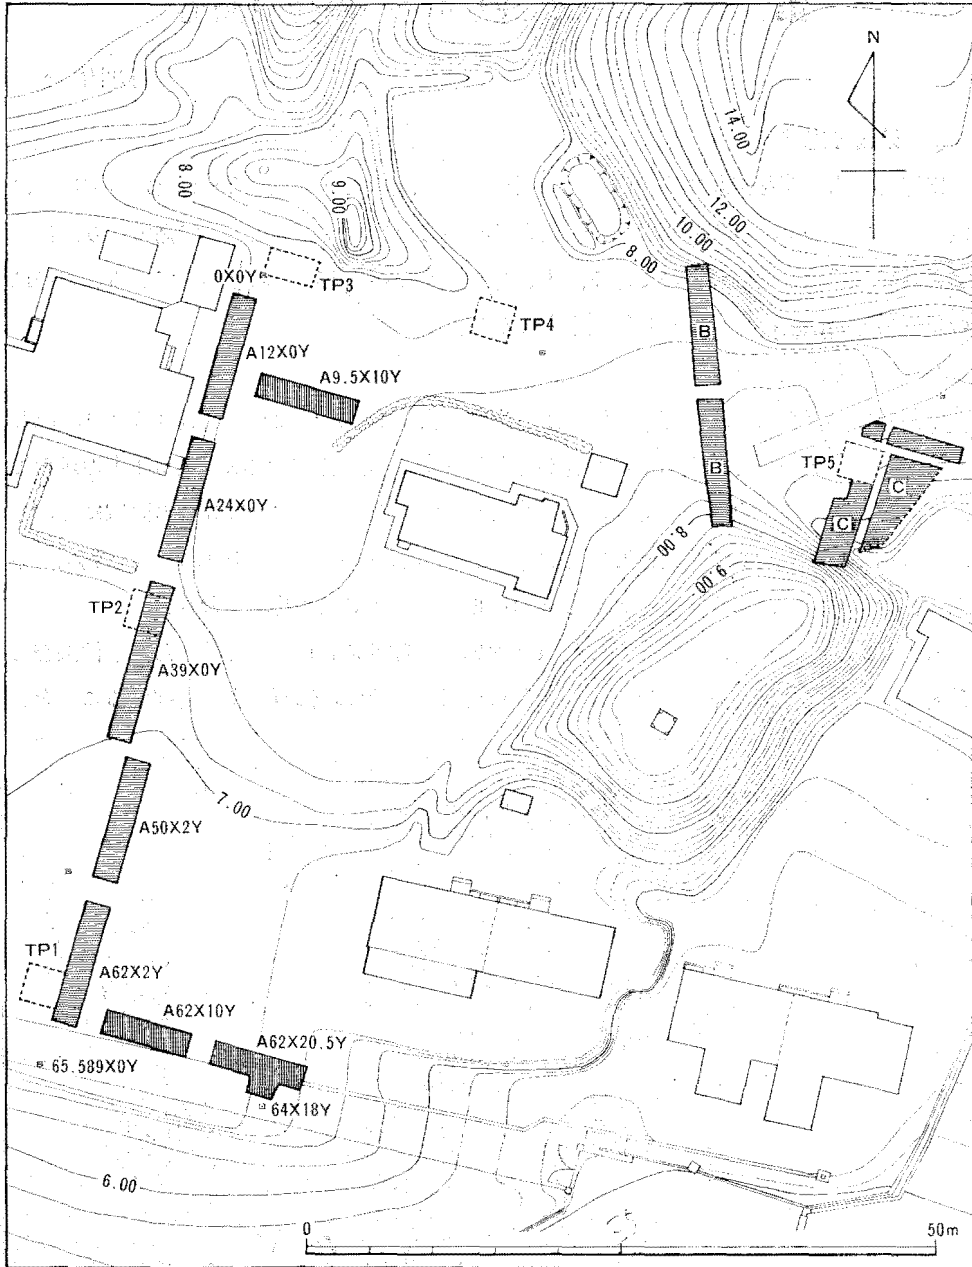 N
14.00
8.00
9.00
12.00
10.00
8.00
0X0Y
TP3
TP4
B
A12X0Y
A9.5X10Y
TP5
C
B
A24X0Y
C
8.00
9.00
TP2
A39X0Y
7.00
A50X2Y
TP1
A62X2Y
A62X10Y
A62X20.5Y
65.589X0Y
64X18Y
6.00
0
50m